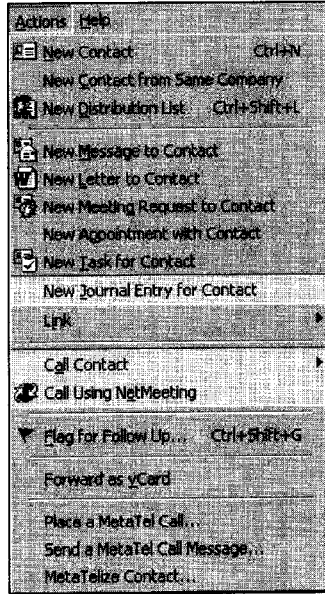 Actions Help
New Contact Ctrl+N
New Contact from Same Company
New Distribution List Ctrl+Shift+L
New Message to Contact
New Letter to Contact
New Meeting Request to Contact
New Appointment with Contact
New Task for Contact
New Journal Entry for Contact
Link
Call Contact
Call Using NetMeeting
Flag for Follow Up... Ctrl+Shift+G
Forward as vCard
Place a MetaTel Call...
Send a MetaTel Call Message...
MetaTelize Contact...